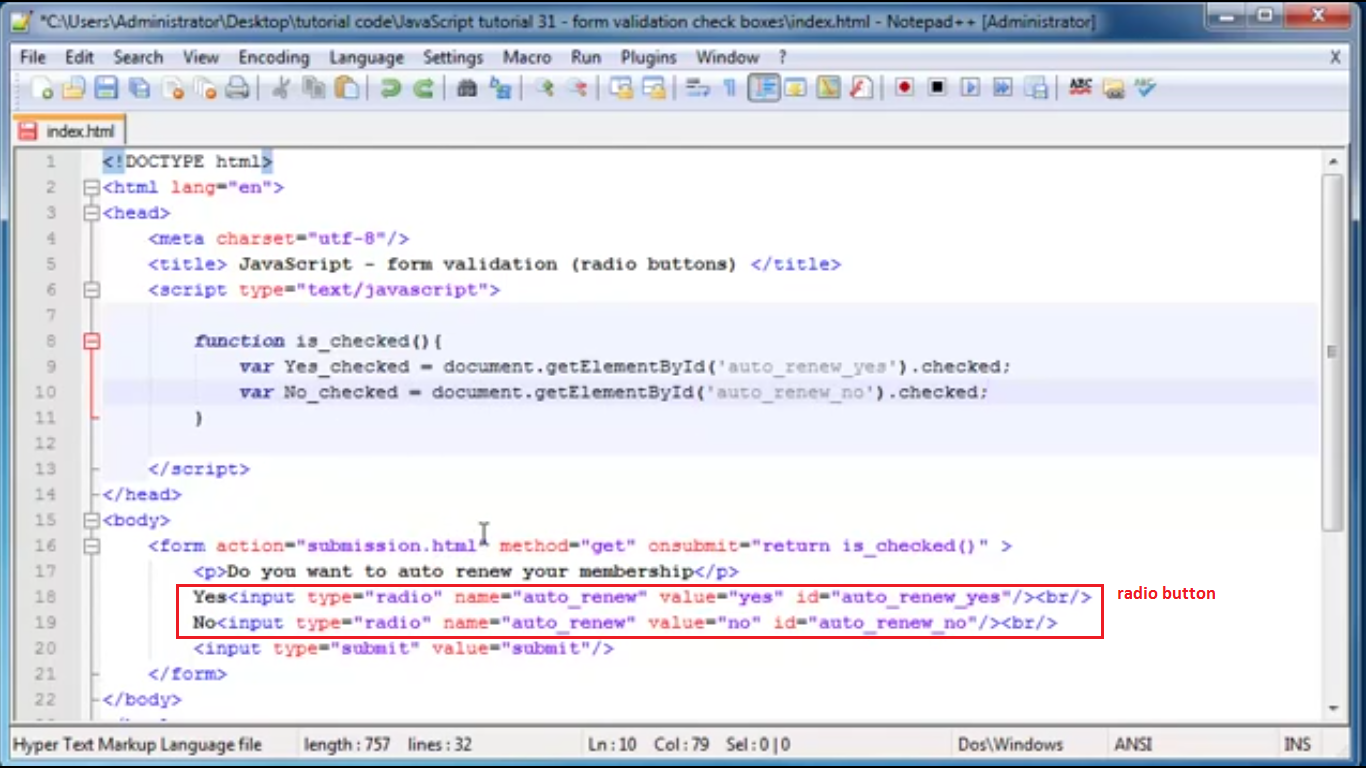 *C:\Users\Administrator\Desktop\tutorial code\JavaScript tutorial 31 - form validation check boxes\index.html - Notepad++ [Administrator]
File Edit Search View Encoding Language Settings Macro Run Plugins Window ? X
index.html
1 <!DOCTYPE html>
2 <html lang="en">
3 <head>
4 <meta charset="utf-8"/>
5 <title> JavaScript - form validation (radio buttons) </title>
6 <script type="text/javascript">
7
8 function is_checked(){
9 var Yes_checked = document.getElementById('auto_renew_yes').checked;
10 var No_checked = document.getElementById('auto_renew_no').checked;
11 }
12
13 </script>
14 </head>
15 <body>
16 <form action="submission.html" method="get" onsubmit="return is_checked()" >
17 <p>Do you want to auto renew your membership</p>
18 Yes<input type="radio" name="auto_renew" value="yes" id="auto_renew_yes"/><br/>
radio button
19 No<input type="radio" name="auto_renew" value="no" id="auto_renew_no"/><br/>
20 <input type="submit" value="submit"/>
21 </form>
22 </body>
Hyper Text Markup Language file length : 757 lines : 32 Ln : 10 Col : 79 Sel : 0 | 0 Dos\Windows ANSI INS